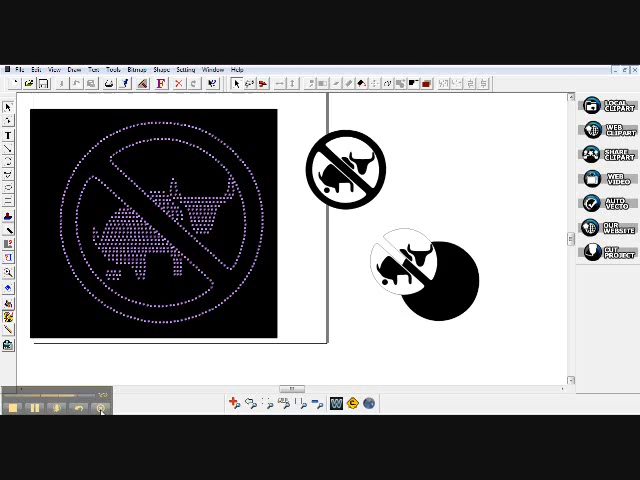 File Edit View Draw Text Tools Bitmap Shape Setting Window Help
LOCAL
CLIPART
WEB
CLIPART
SHARE
CLIPART
WEB
VIDEO
AUTO
VECTO
OUR
WEBSITE
CUT
PROJECT